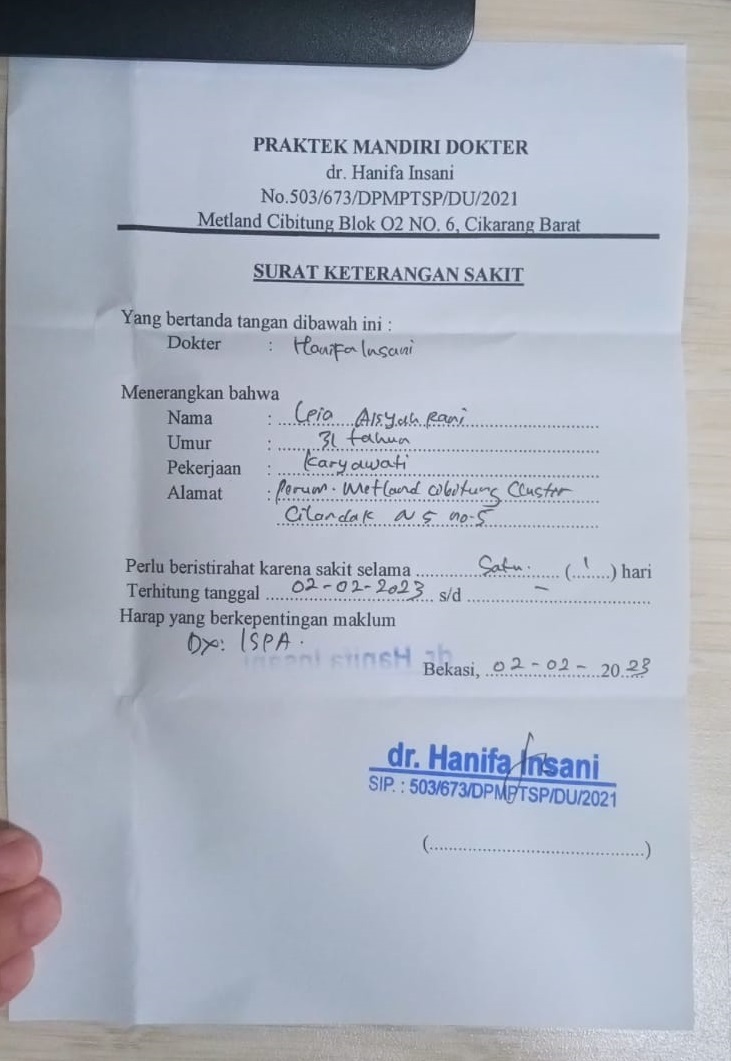 PRAKTEK MANDIRI DOKTER
dr. Hanifa Insani
No.503/673/DPMPTSP/DU/2021
Metland Cibitung Blok O2 NO. 6, Cikarang Barat
SURAT KETERANGAN SAKIT
Yang bertanda tangan dibawah ini :
Dokter : Hanifa Insani
Menerangkan bahwa
Nama : Aisyah Rani
Umur : 31 tahun
Pekerjaan : Karyawati
Alamat : Perum. Metland Cibitung Cluster
Cilandak N5 no-5
Perlu beristirahat karena sakit selama Satu. (1) hari
Terhitung tanggal 02-02-2023 s/d -
Harap yang berkepentingan maklum
DX: ISPA.
dr. Hanifa Insani
Bekasi, 02-02-2023
dr. Hanifa Insani
SIP. : 503/673/DPMPTSP/DU/2021
(......................................)